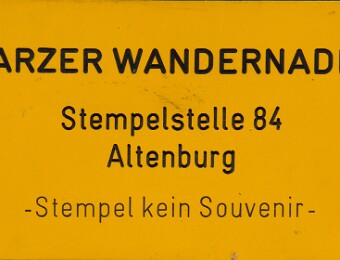 ARZER WANDERNAD
Stempelstelle 84
Altenburg
-Stempel kein Souvenir-